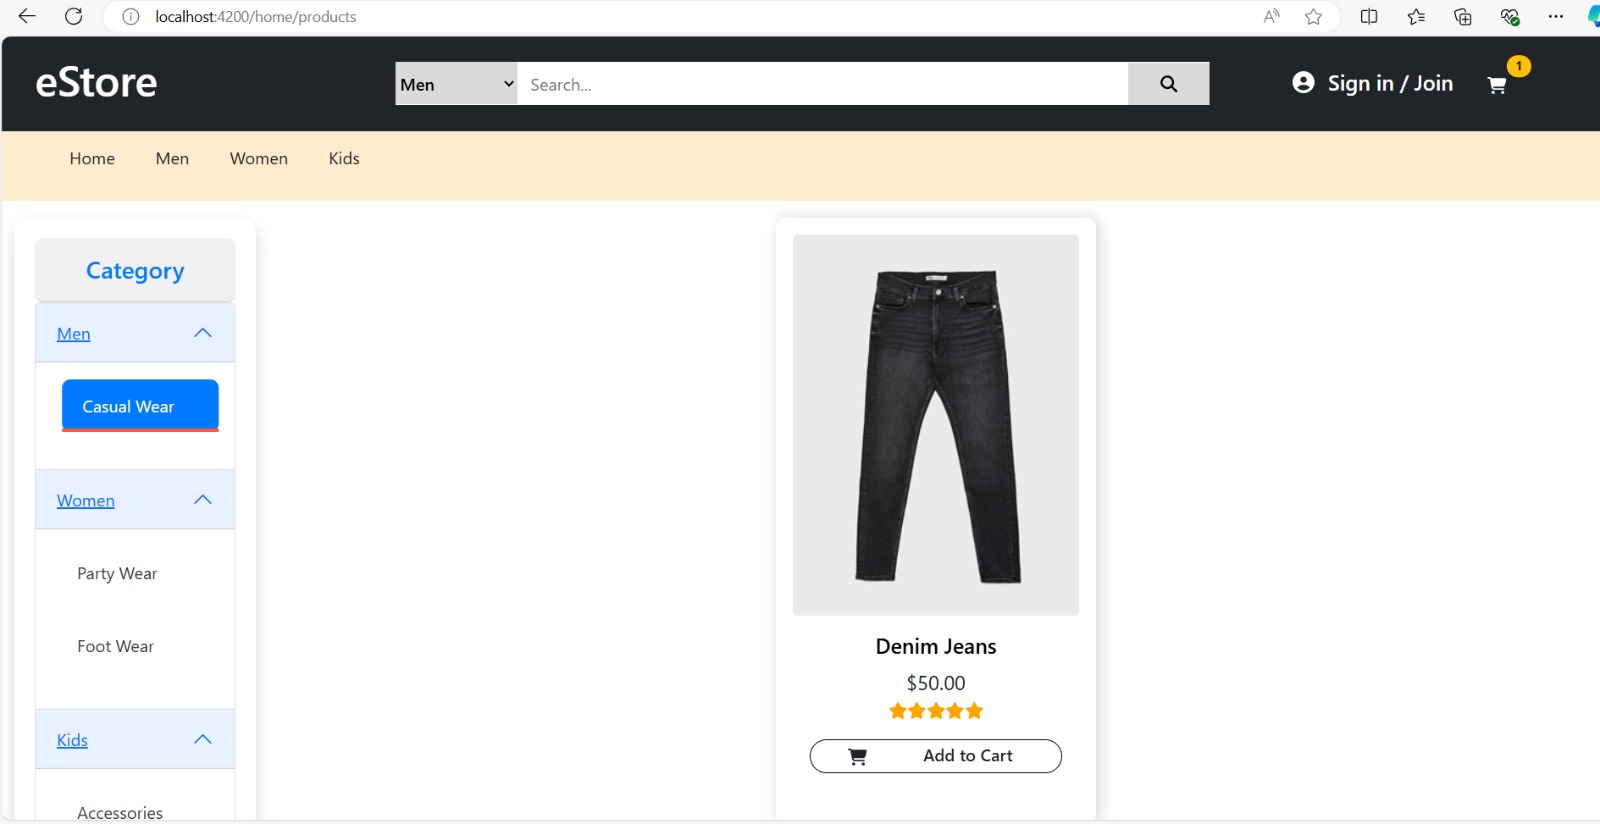 localhost:4200/home/products
eStore
Men
Search...
Sign in / Join
1
Home Men Women Kids
Category
Men
Casual Wear
Women
Party Wear
Foot Wear
Kids
Accessories
Denim Jeans
$50.00
Add to Cart